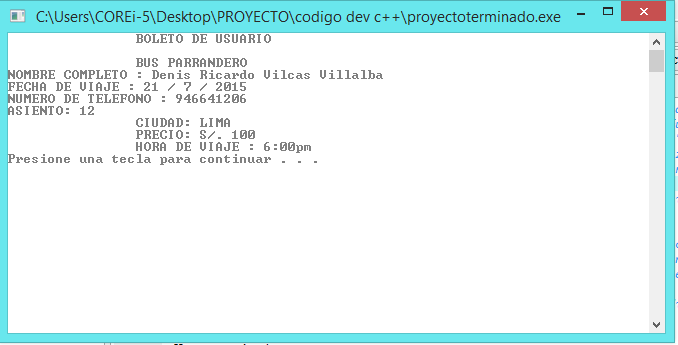 C:\Users\COREi-5\Desktop\PROYECTO\codigo dev c++\proyectoterminado.exe
BOLETO DE USUARIO
BUS PARRANDERO
NOMBRE COMPLETO : Denis Ricardo Vilcas Villalba
FECHA DE VIAJE : 21 / 7 / 2015
NUMERO DE TELEFONO : 946641206
ASIENTO: 12
CIUDAD: LIMA
PRECIO: S/. 100
HORA DE VIAJE : 6:00pm
Presione una tecla para continuar . . .